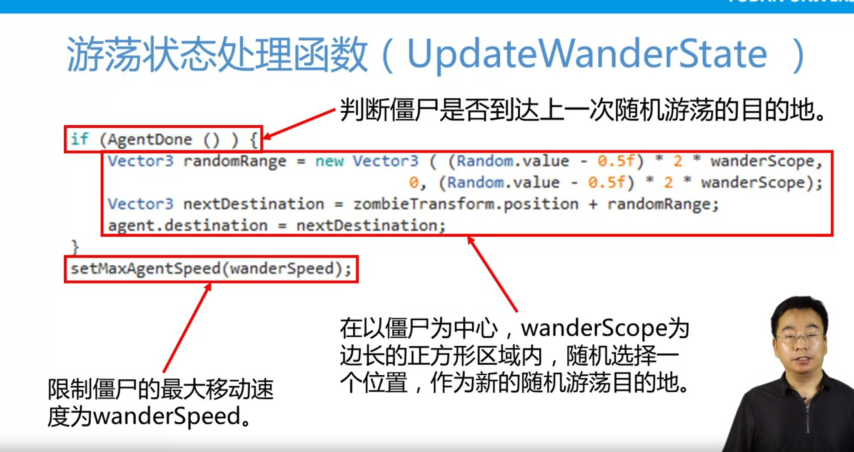 游荡状态处理函数（UpdateWanderState ）
判断僵尸是否到达上一次随机游荡的目的地。
if (AgentDone () ) {
Vector3 randomRange = new Vector3 ( (Random.value - 0.5f) * 2 * wanderScope,
0, (Random.value - 0.5f) * 2 * wanderScope);
Vector3 nextDestination = zombieTransform.position + randomRange;
agent.destination = nextDestination;
}
setMaxAgentSpeed(wanderSpeed);
在以僵尸为中心，wanderScope为
边长的正方形区域内，随机选择一
个位置，作为新的随机游荡目的地。
限制僵尸的最大移动速
度为wanderSpeed。